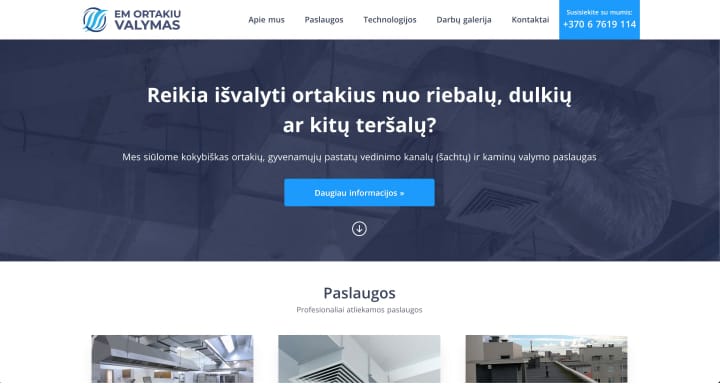 EM ORTAKIU
VALYMAS
Apie mus
Paslaugos
Technologijos
Darbų galerija
Kontaktai
Susisiekite su mumis:
+370 6 7619 114
Reikia išvalyti ortakius nuo riebalų, dulkių
ar kitų teršalų?
Mes siūlome kokybiškas ortakių, gyvenamųjų pastatų vedinimo kanalų (šachtų) ir kaminų valymo paslaugas
Daugiau informacijos »
Paslaugos
Profesionaliai atliekamos paslaugos